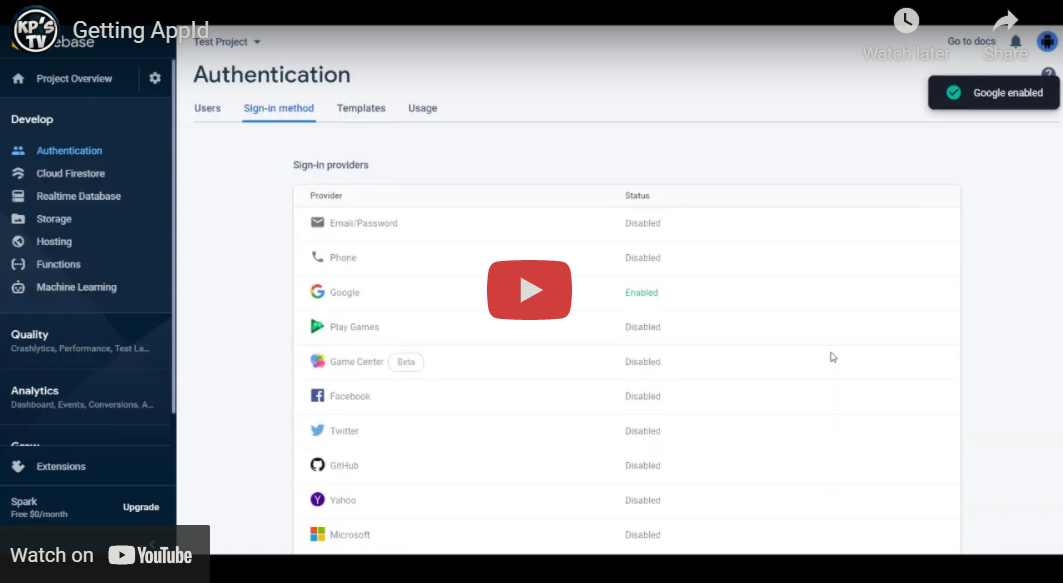 KP'S
TV
Getting AppId
ebase
Test Project
Watch later
Go to docs
Share
Project Overview
Authentication
Google enabled
Users
Sign-in method
Templates
Usage
Develop
Authentication
Cloud Firestore
Realtime Database
Storage
Hosting
Functions
Machine Learning
Quality
Crashlytics, Performance, Test La...
Analytics
Dashboard, Events, Conversions, A...
Grow
Extensions
Spark
Free $0/month
Upgrade
Sign-in providers
Provider
Status
Email/Password
Disabled
Phone
Disabled
Google
Enabled
Play Games
Disabled
Game Center
Beta
Disabled
Facebook
Disabled
Twitter
Disabled
GitHub
Disabled
Yahoo
Disabled
Microsoft
Disabled
Watch on YouTube